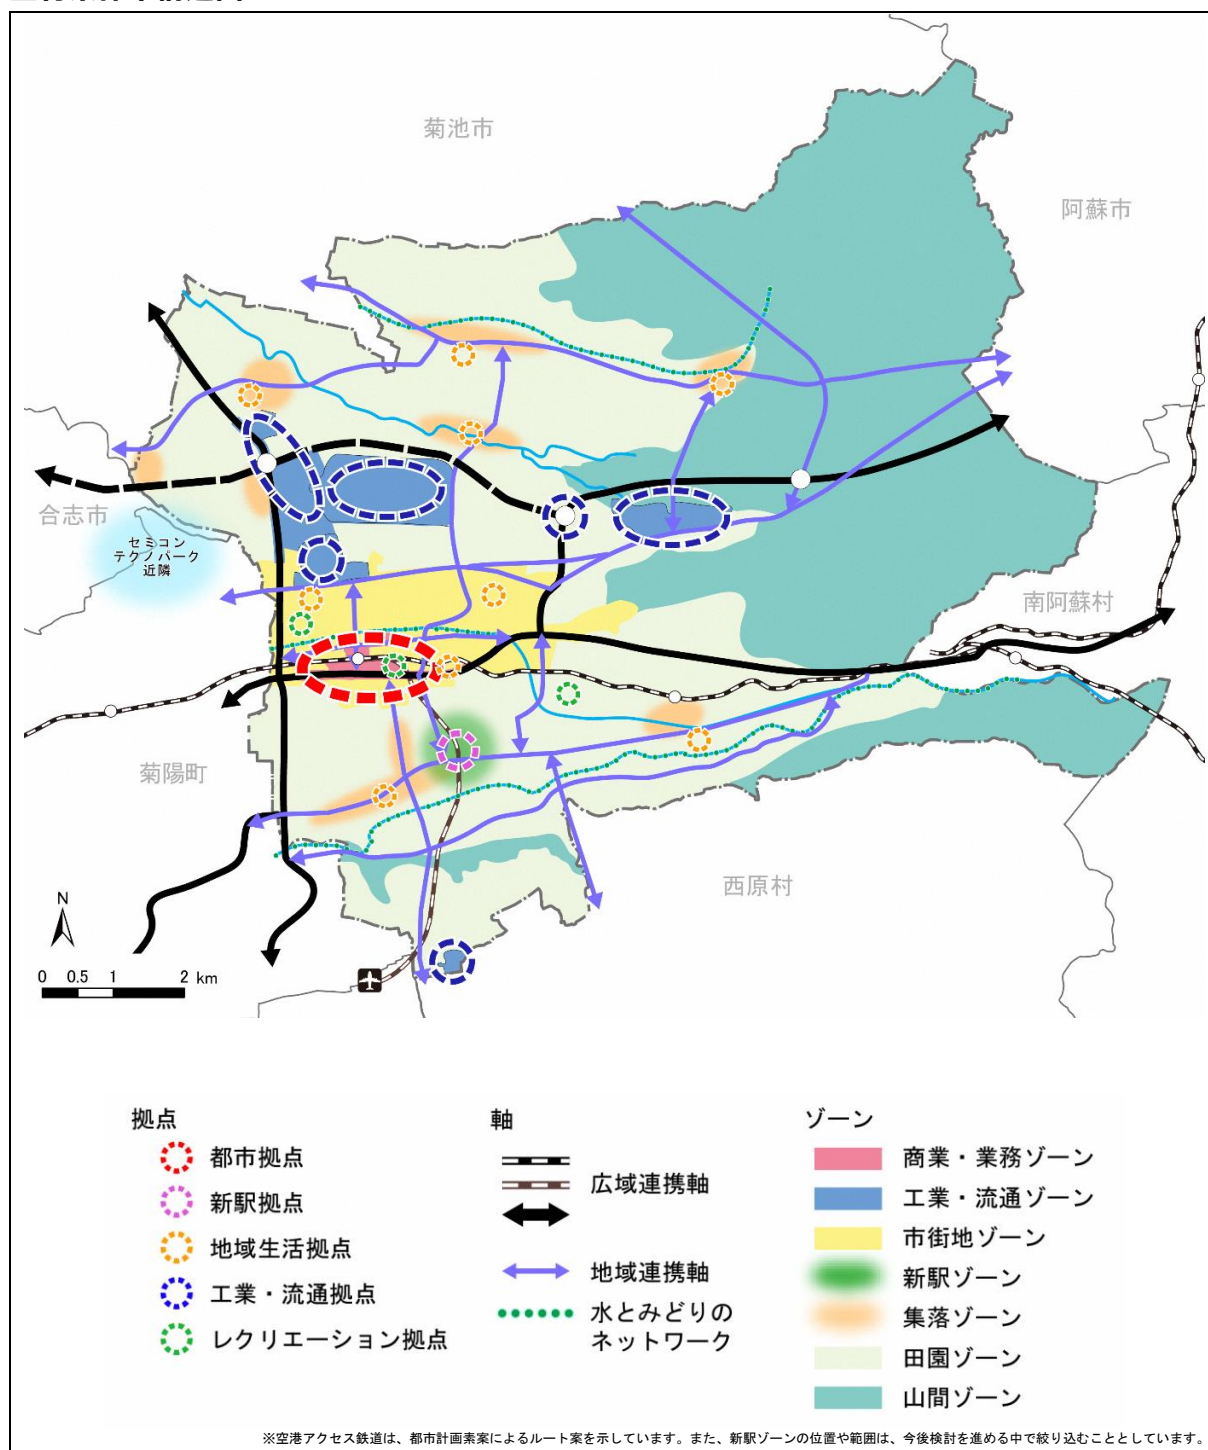 菊池市
阿蘇市
合志市
セミコン
テクノパーク
近隣
南阿蘇村
菊陽町
西原村
N
0 0.5 1 2 km
拠点
都市拠点
新駅拠点
地域生活拠点
工業・流通拠点
レクリエーション拠点
軸
広域連携軸
地域連携軸
水とみどりの
ネットワーク
ゾーン
商業・業務ゾーン
工業・流通ゾーン
市街地ゾーン
新駅ゾーン
集落ゾーン
田園ゾーン
山間ゾーン
※空港アクセス鉄道は、都市計画素案によるルート案を示しています。また、新駅ゾーンの位置や範囲は、今後検討を進める中で絞り込むこととしています。